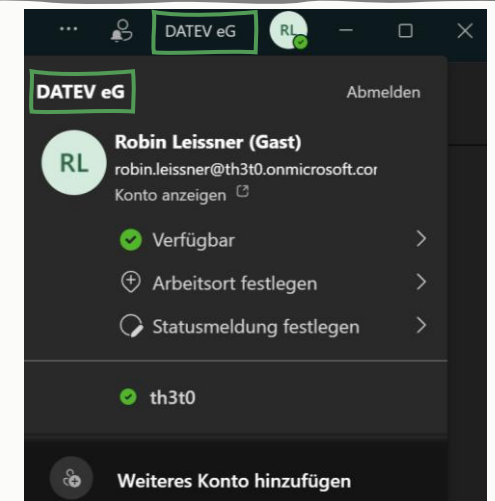 DATEV eG RL
DATEV eG Abmelden
RL
Robin Leissner (Gast)
robin.leissner@th3t0.onmicrosoft.cor
Konto anzeigen
Verfügbar
Arbeitsort festlegen
Statusmeldung festlegen
th3t0
Weiteres Konto hinzufügen